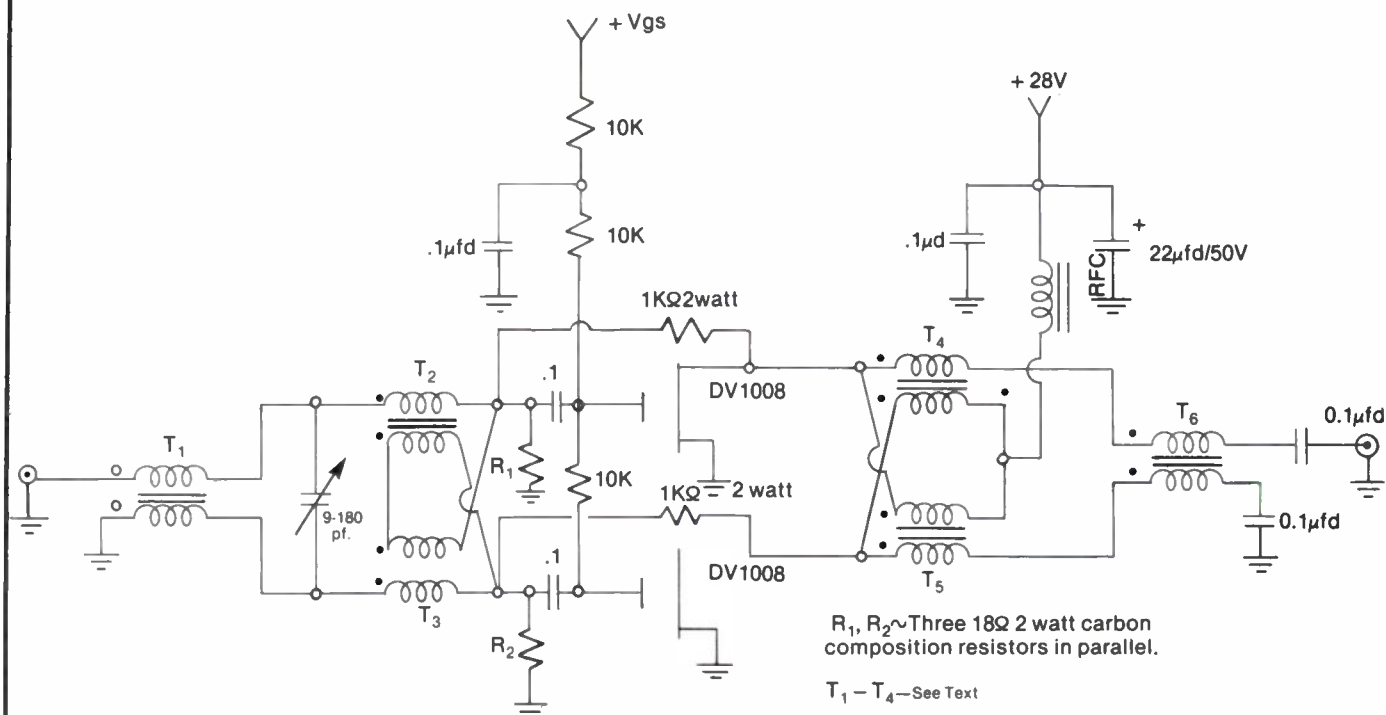 + Vgs
+ 28V
10K
10K
.1µfd
.1µd
RFC
+
22µfd/50V
1KΩ2watt
T4
T2
.1
DV1008
T6
0.1µfd
T1
R1
10K
1KΩ 2 watt
9-180
pf.
0.1µfd
.1
DV1008
T5
T3
R2
R1, R2~Three 18Ω 2 watt carbon
composition resistors in parallel.
T1 – T4—See Text